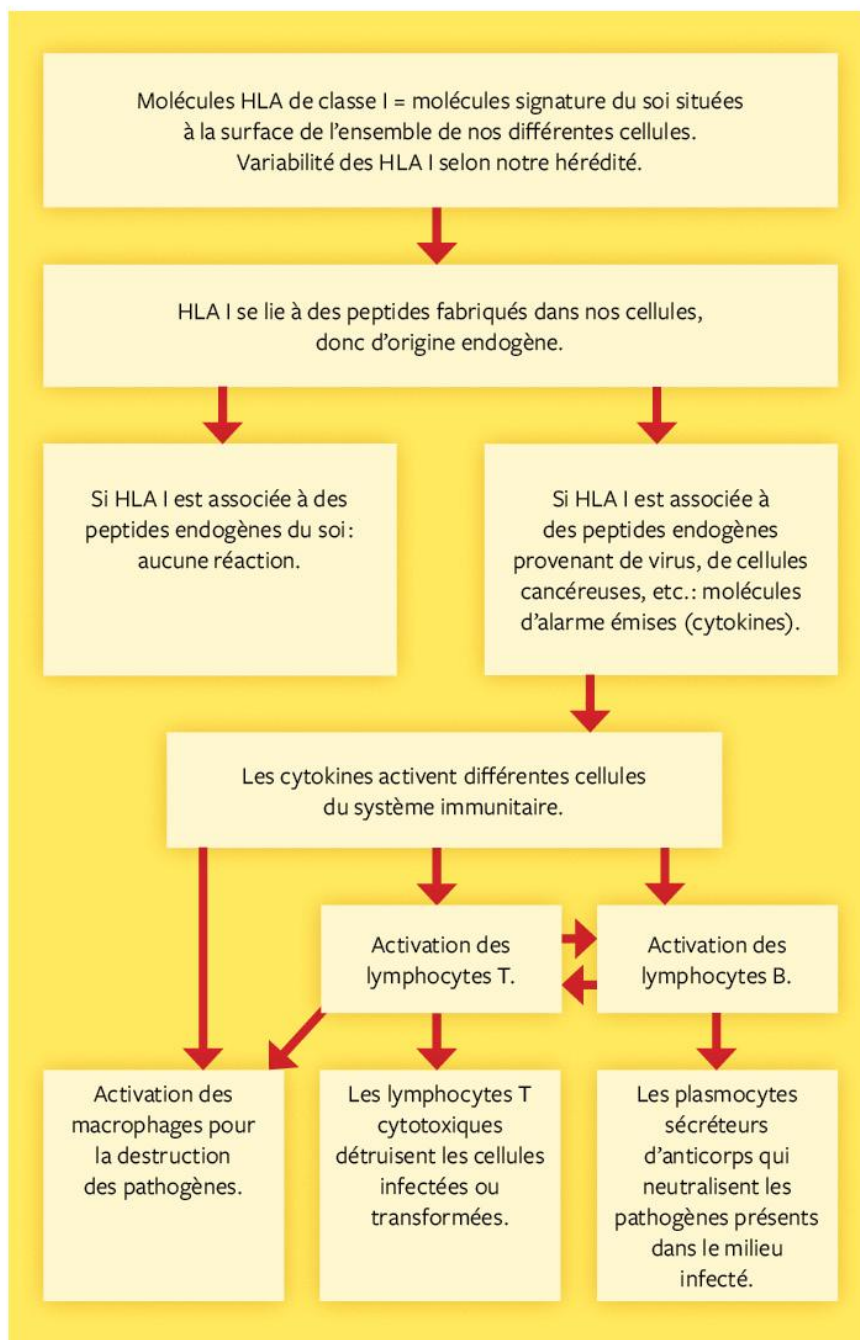 Molécules HLA de classe I = molécules signature du soi situées
à la surface de l’ensemble de nos différentes cellules.
Variabilité des HLA I selon notre hérédité.
HLA I se lie à des peptides fabriqués dans nos cellules,
donc d’origine endogène.
Si HLA I est associée à des
peptides endogènes du soi :
aucune réaction.
Si HLA I est associée à
des peptides endogènes
provenant de virus, de cellules
cancéreuses, etc. : molécules
d’alarme émises (cytokines).
Les cytokines activent différentes cellules
du système immunitaire.
Activation des
lymphocytes T.
Activation des
lymphocytes B.
Activation des
macrophages pour
la destruction
des pathogènes.
Les lymphocytes T
cytotoxiques
détruisent les cellules
infectées ou
transformées.
Les plasmocytes
sécréteurs
d’anticorps qui
neutralisent les
pathogènes présents
dans le milieu
infecté.